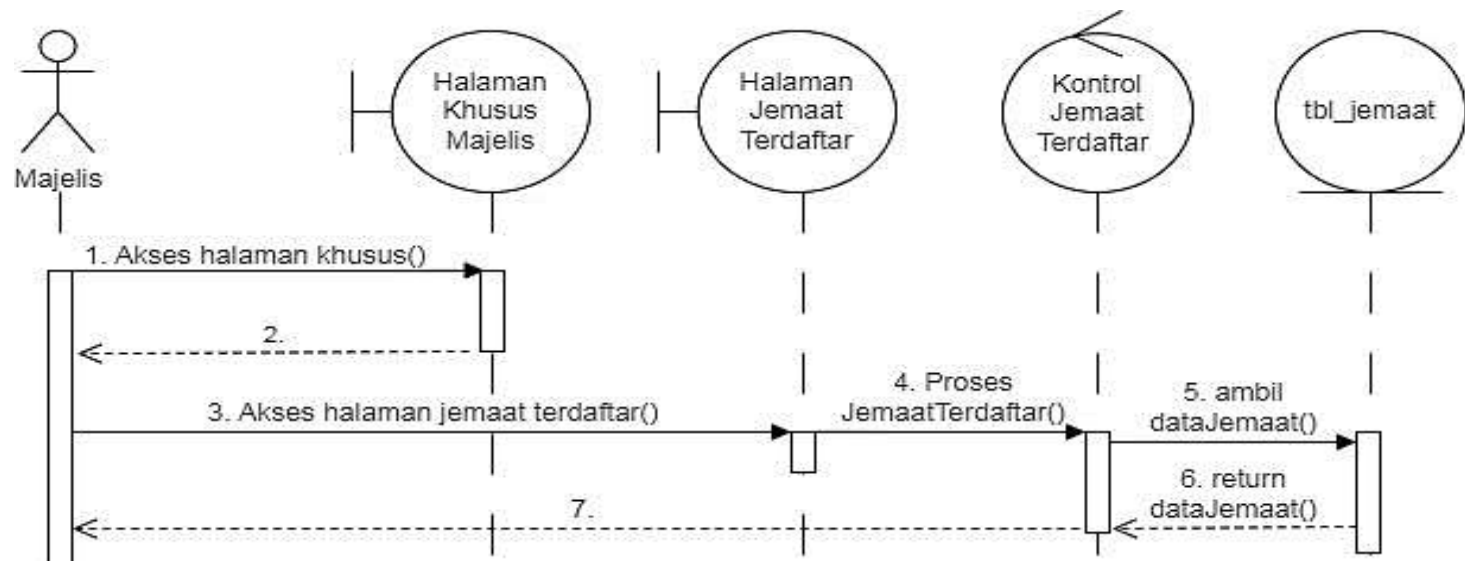 Majelis
Halaman
Khusus
Majelis
Halaman
Jemaat
Terdaftar
Kontrol
Jemaat
Terdaftar
tbl_jemaat
1. Akses halaman khusus()
2.
3. Akses halaman jemaat terdaftar()
4. Proses
JemaatTerdaftar()
5. ambil
dataJemaat()
6. return
dataJemaat()
7.